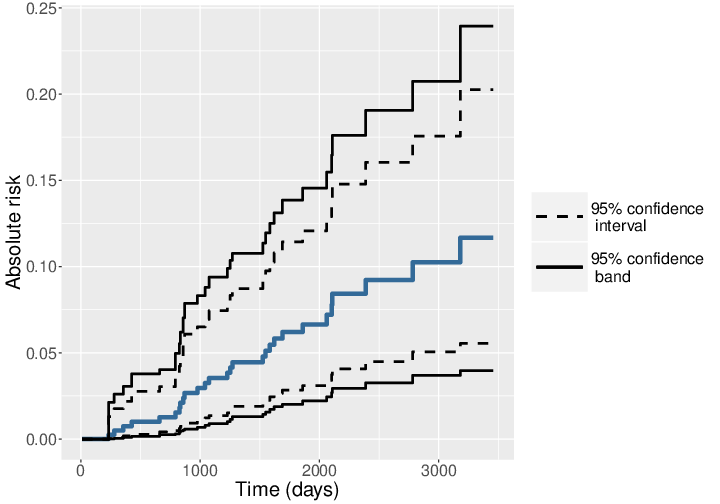 0.25
0.20
0.15
0.10
0.05
0.00
Absolute risk
0
1000
2000
3000
Time (days)
95% confidence
interval
95% confidence
band